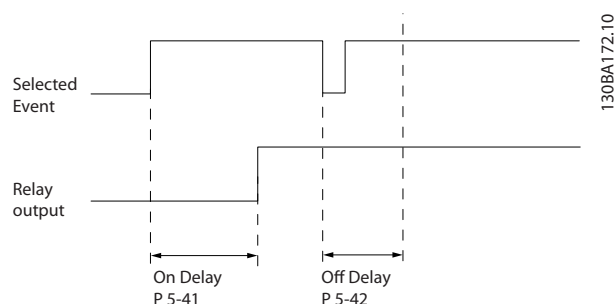 130BA172.10
Selected
Event
Relay
output
On Delay
P 5-41
Off Delay
P 5-42